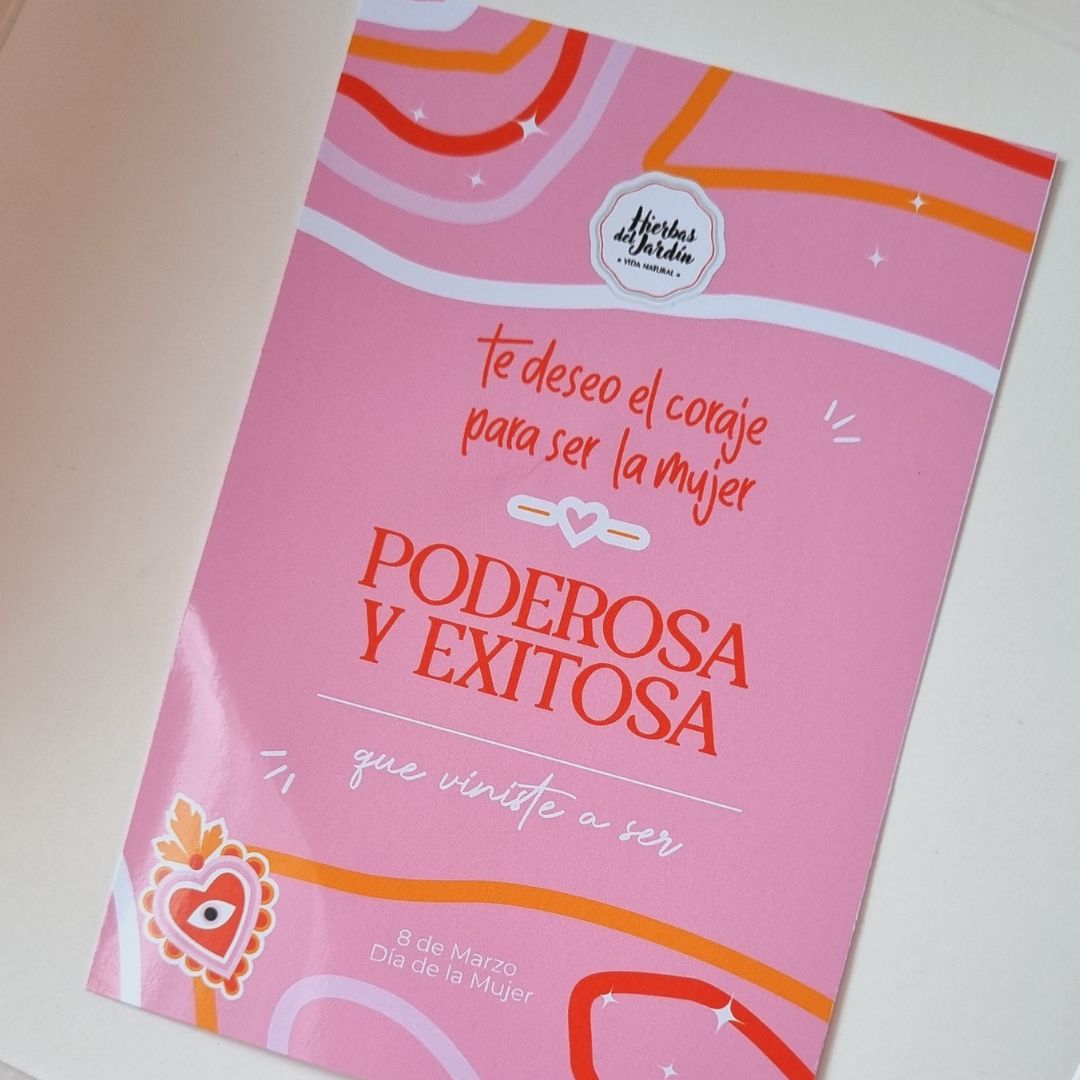 Hierbas
del Jardín
• VIDA NATURAL •
te deseo el coraje
para ser la mujer
PODEROSA
Y EXITOSA
que viniste a ser
8 de Marzo
Día de la Mujer